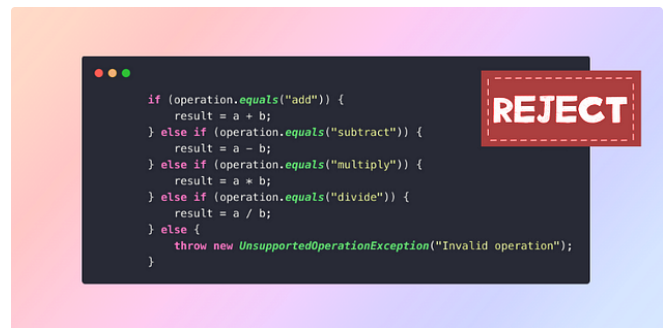 if (operation.equals("add")) {
    result = a + b;
} else if (operation.equals("subtract")) {
    result = a - b;
} else if (operation.equals("multiply")) {
    result = a * b;
} else if (operation.equals("divide")) {
    result = a / b;
} else {
    throw new UnsupportedOperationException("Invalid operation");
}
REJECT